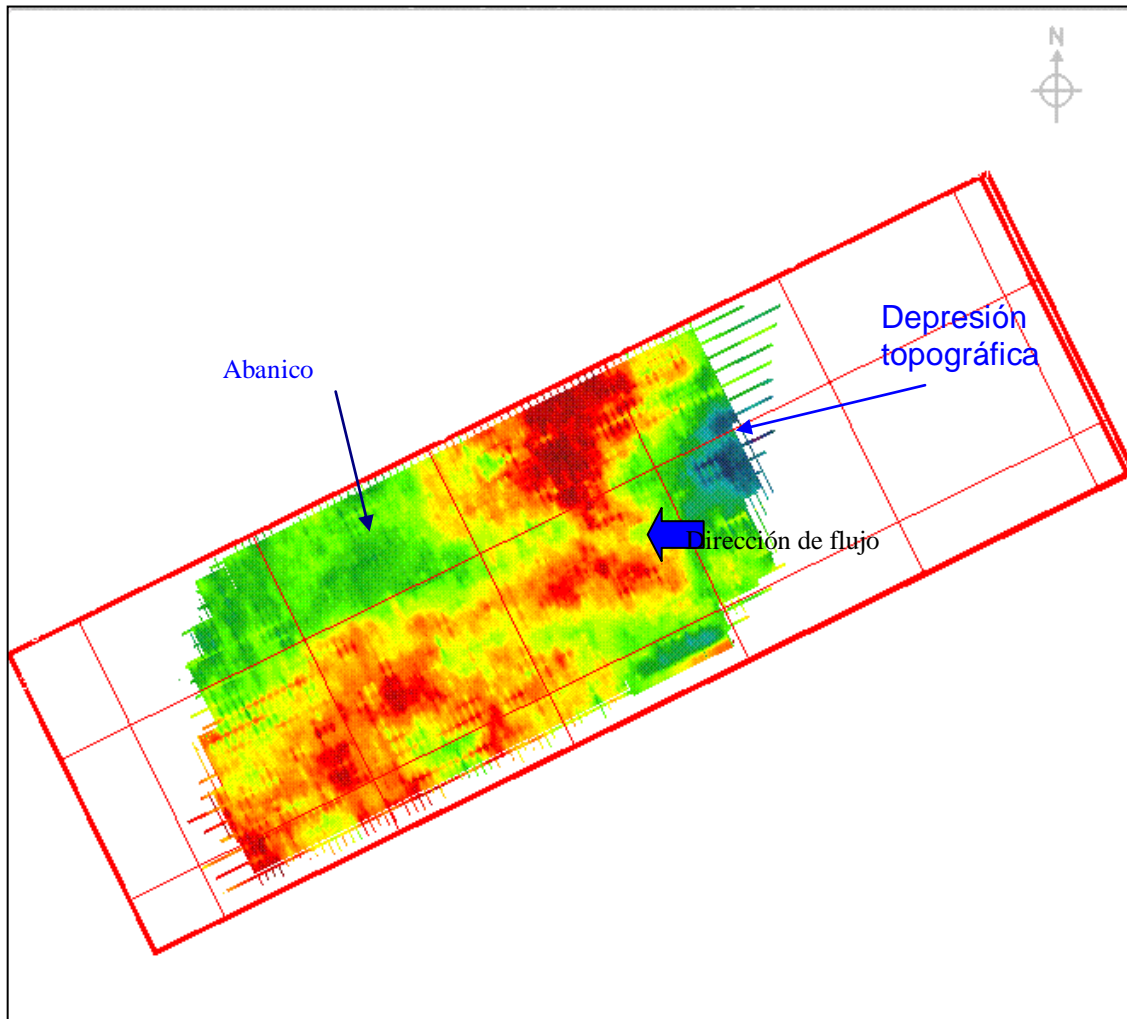 N
Depresión
topográfica
Abanico
Dirección de flujo